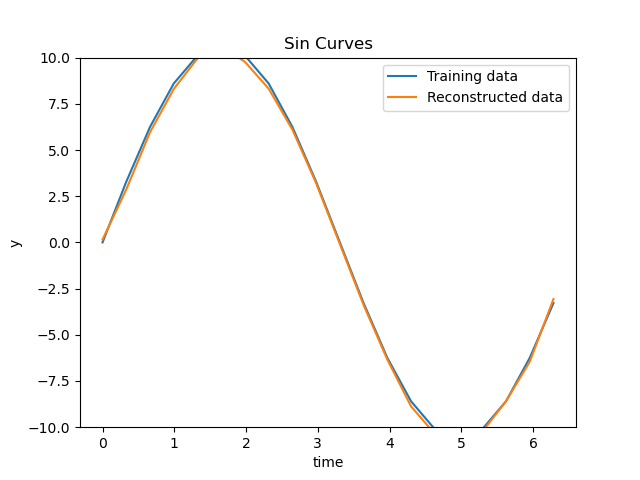 Sin Curves
Training data
Reconstructed data
10.0
7.5
5.0
2.5
0.0
−2.5
−5.0
−7.5
−10.0
y
0 1 2 3 4 5 6
time